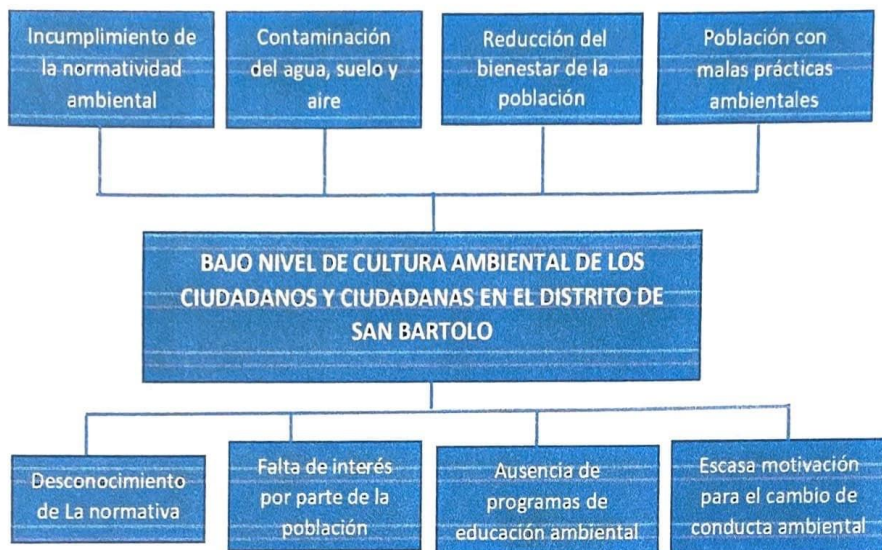 Incumplimiento de
la normatividad
ambiental
Contaminación
del agua, suelo y
aire
Reducción del
bienestar de la
población
Población con
malas prácticas
ambientales
BAJO NIVEL DE CULTURA AMBIENTAL DE LOS
CIUDADANOS Y CIUDADANAS EN EL DISTRITO DE
SAN BARTOLO
Desconocimiento
de La normativa
Falta de interés
por parte de la
población
Ausencia de
programas de
educación ambiental
Escasa motivación
para el cambio de
conducta ambiental